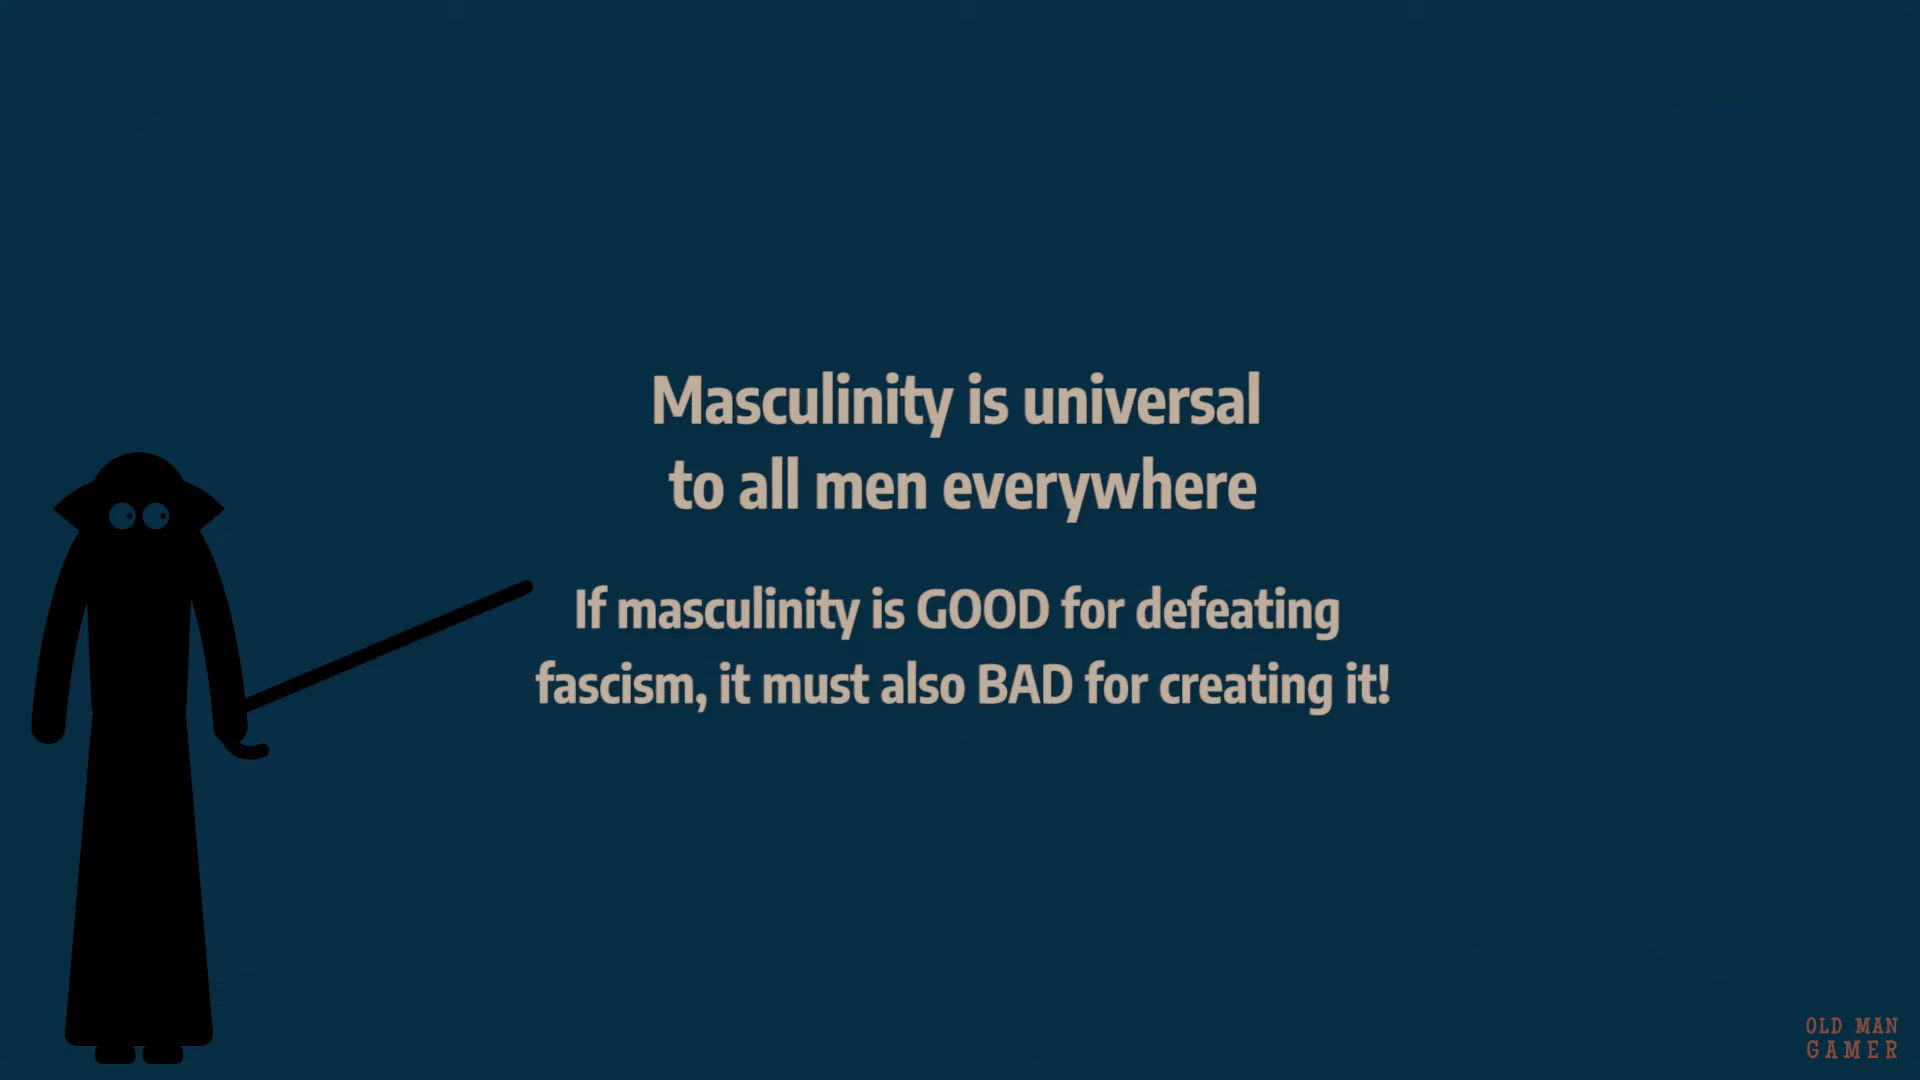 Masculinity is universal
to all men everywhere
If masculinity is GOOD for defeating
fascism, it must also BAD for creating it!
OLD MAN
GAMER